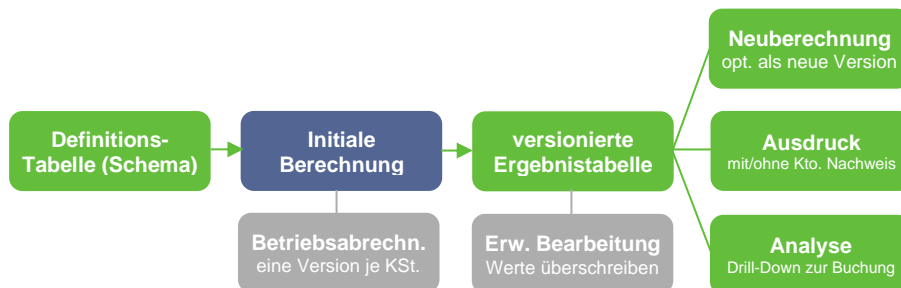 Definitions-
Tabelle (Schema)
Initiale
Berechnung
Betriebsabrechn.
eine Version je KSt.
versionierte
Ergebnistabelle
Erw. Bearbeitung
Werte überschreiben
Neuberechnung
opt. als neue Version
Ausdruck
mit/ohne Kto. Nachweis
Analyse
Drill-Down zur Buchung